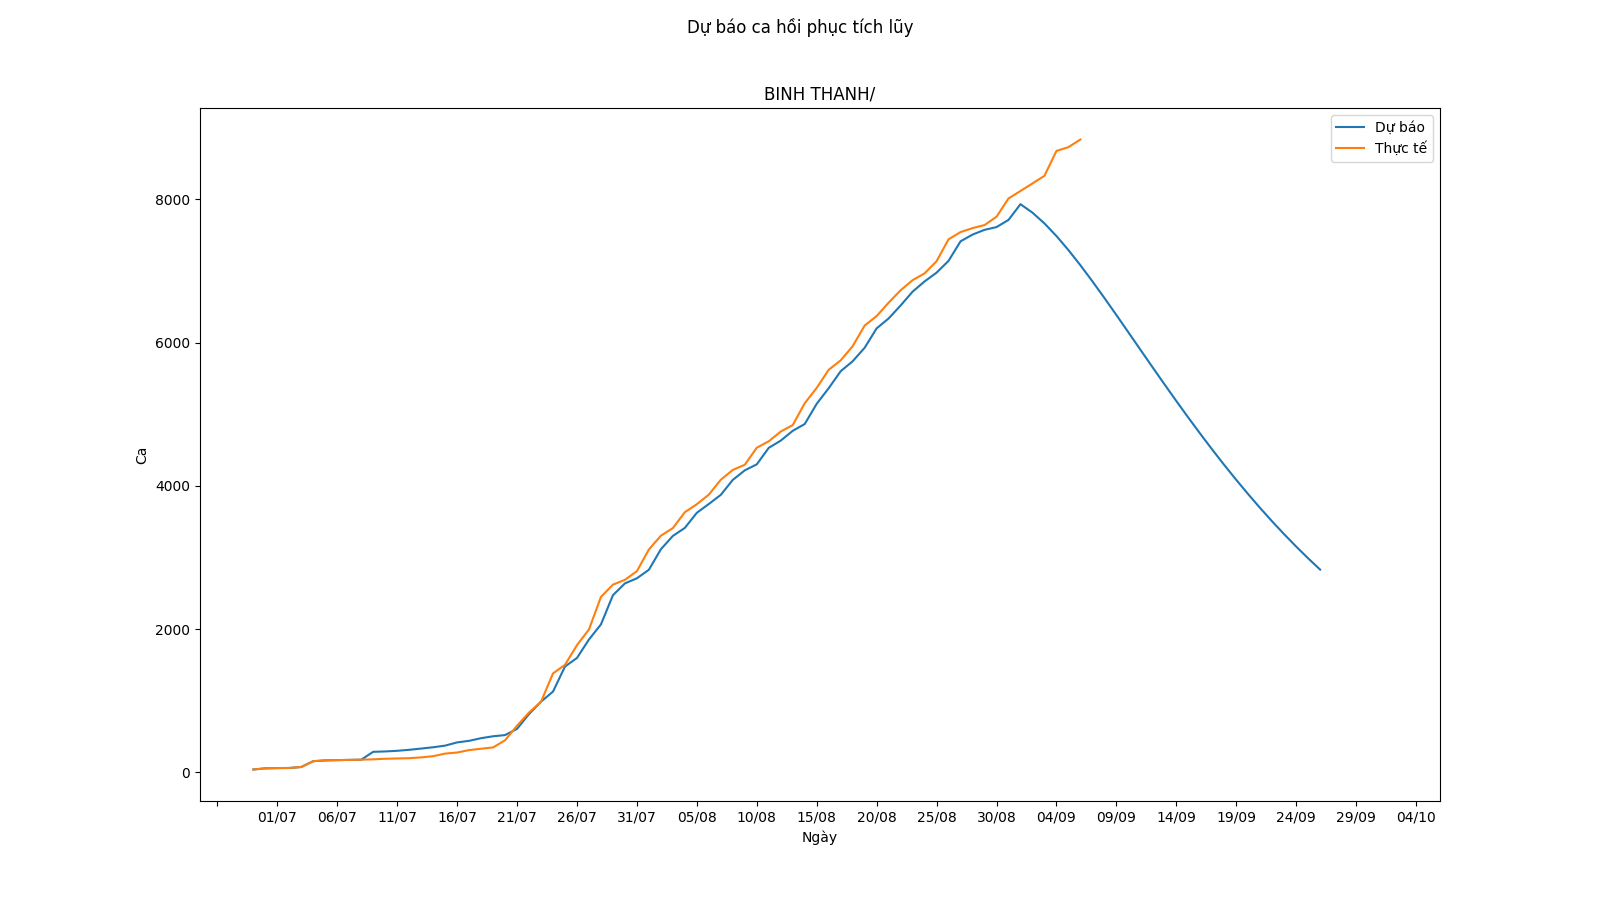 Dự báo ca hồi phục tích lũy
BINH THANH/
Dự báo
Thực tế
8000
6000
4000
2000
0
Ca
01/07 06/07 11/07 16/07 21/07 26/07 31/07 05/08 10/08 15/08 20/08 25/08 30/08 04/09 09/09 14/09 19/09 24/09 29/09 04/10
Ngày